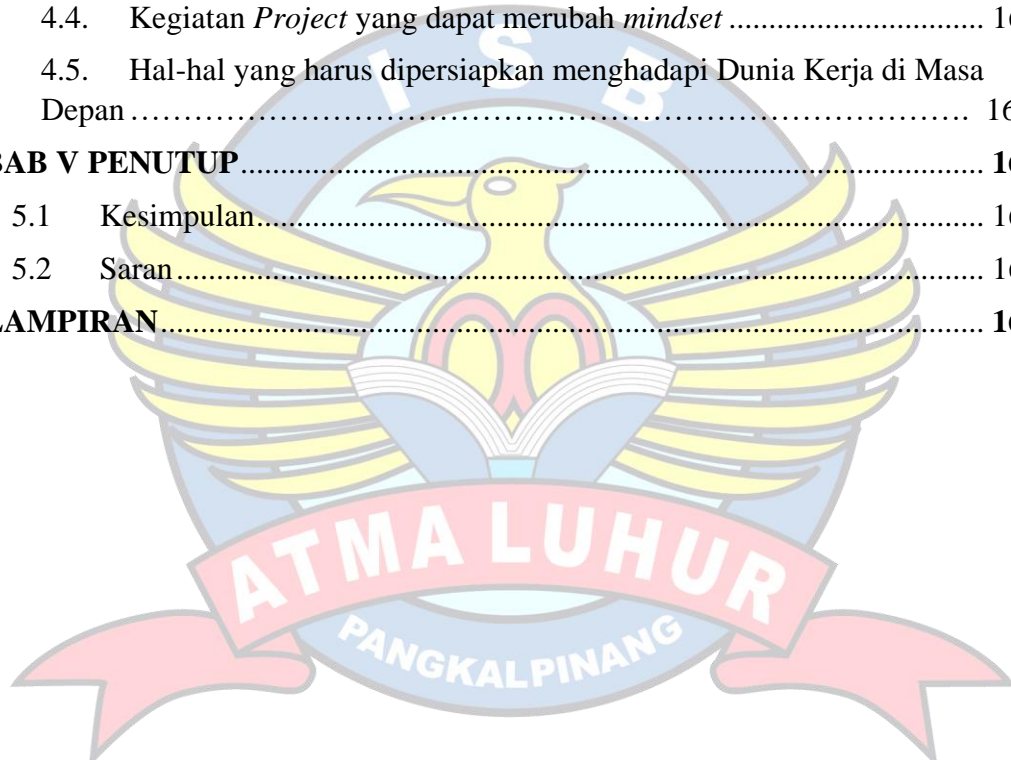 4.4. Kegiatan Project yang dapat merubah mindset ................................ 16
4.5. Hal-hal yang harus dipersiapkan menghadapi Dunia Kerja di Masa
Depan ……………………………………………………………………. 16
BAB V PENUTUP ............................................................................................ 16
5.1 Kesimpulan .......................................................................................... 16
5.2 Saran .................................................................................................... 16
LAMPIRAN ..................................................................................................... 16
I S B
ATMA LUHUR
PANGKALPINANG